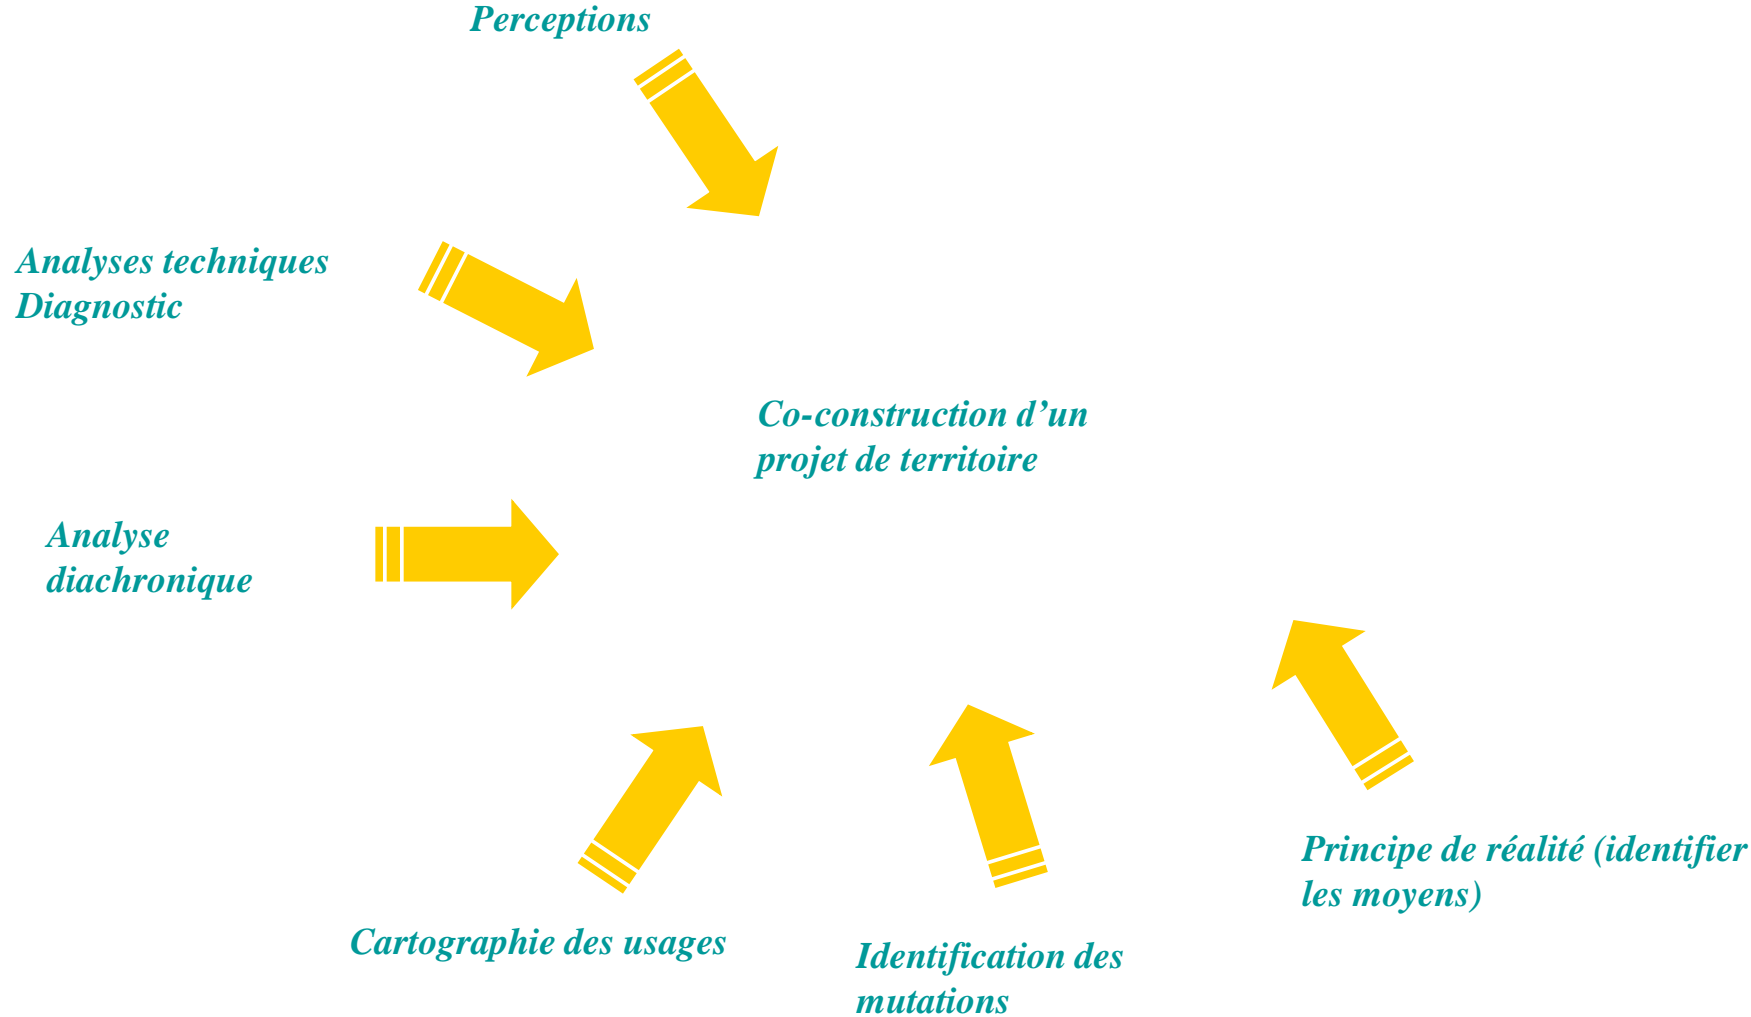 Perceptions
Analyses techniques
Diagnostic
Co-construction d’un
projet de territoire
Analyse
diachronique
Principe de réalité (identifier
les moyens)
Cartographie des usages
Identification des
mutations